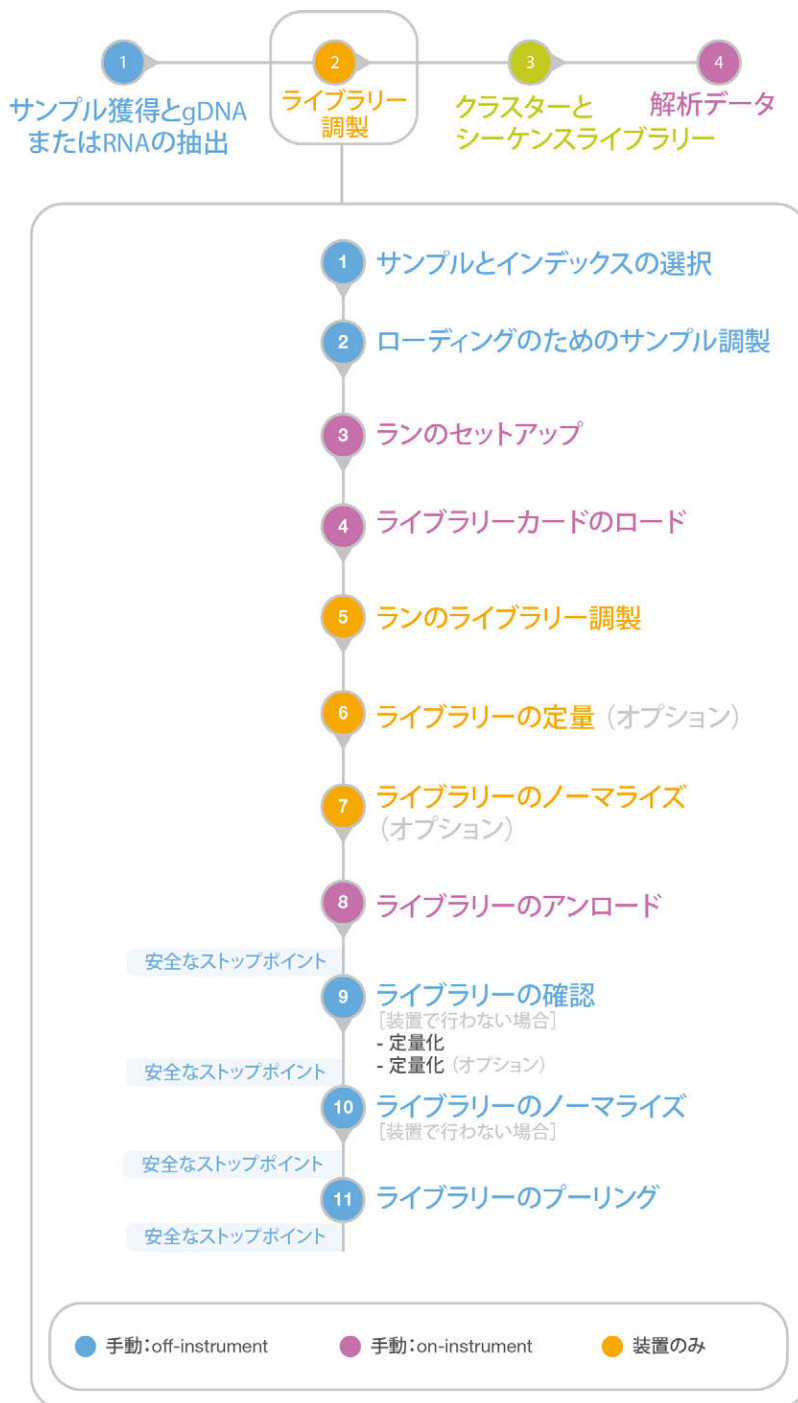 1
サンプル獲得とgDNA
またはRNAの抽出
2
ライブラリー
調製
3
クラスターと
シーケンスライブラリー
4
解析データ
1 サンプルとインデックスの選択
2 ローディングのためのサンプル調製
3 ランのセットアップ
4 ライブラリーカードのロード
5 ランのライブラリー調製
6 ライブラリーの定量（オプション）
7 ライブラリーのノーマライズ
（オプション）
8 ライブラリーのアンロード
安全なストップポイント
9 ライブラリーの確認
［装置で行わない場合］
- 定量化
- 定量化（オプション）
安全なストップポイント
10 ライブラリーのノーマライズ
［装置で行わない場合］
安全なストップポイント
11 ライブラリーのプーリング
安全なストップポイント
手動：off-instrument
手動：on-instrument
装置のみ